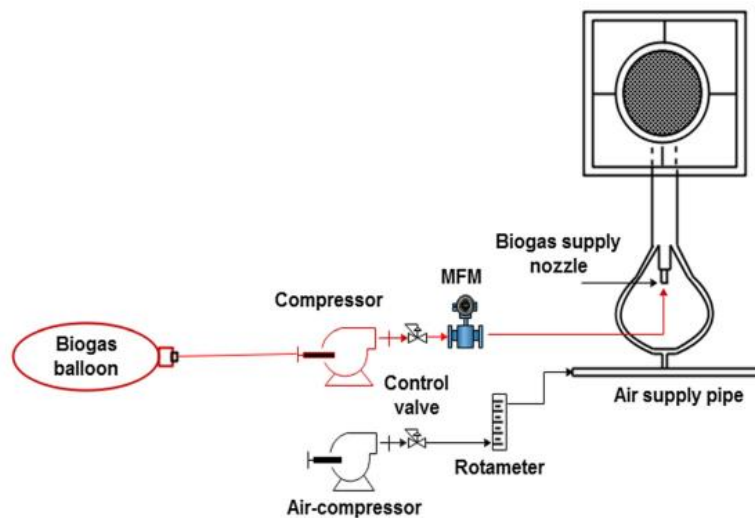 Biogas supply
nozzle
MFM
Compressor
Biogas
balloon
Control
valve
Air supply pipe
Rotameter
Air-compressor